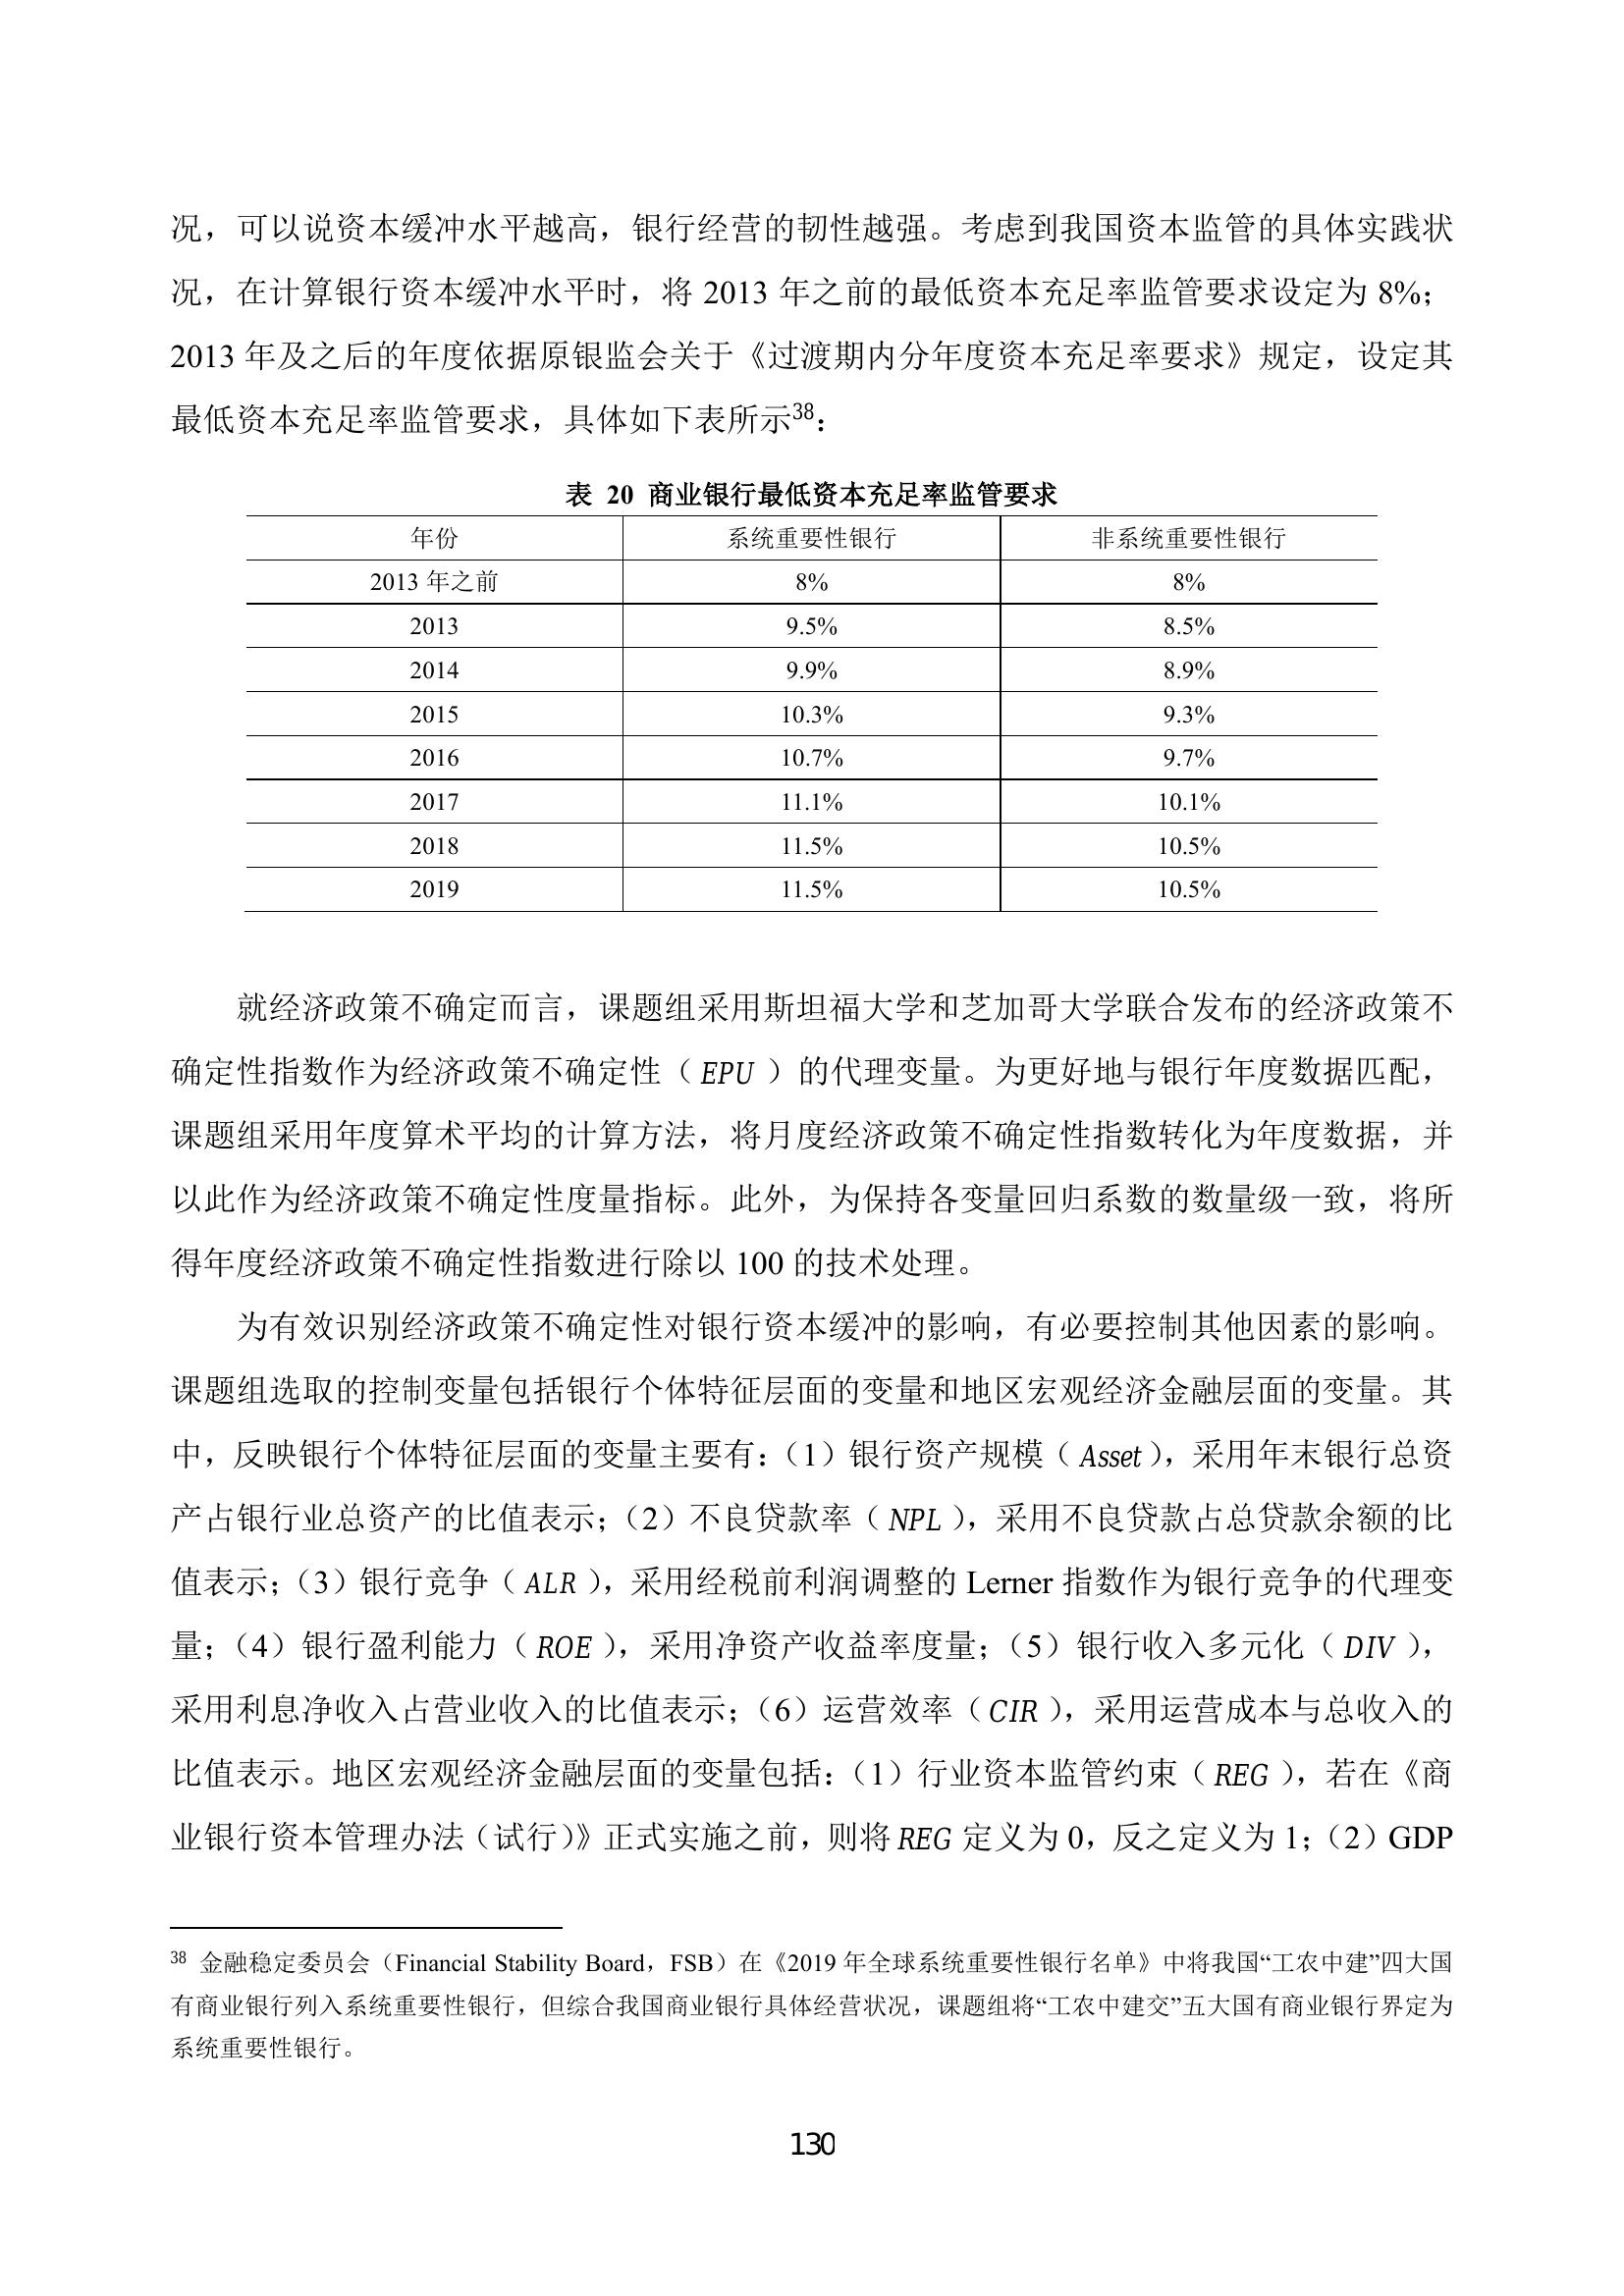 况，可以说资本缓冲水平越高，银行经营的韧性越强。考虑到我国资本监管的具体实践状
况，在计算银行资本缓冲水平时，将 2013 年之前的最低资本充足率监管要求设定为 8%；
2013 年及之后的年度依据原银监会关于《过渡期内分年度资本充足率要求》规定，设定其
最低资本充足率监管要求，具体如下表所示38：
表 20 商业银行最低资本充足率监管要求
年份 系统重要性银行 非系统重要性银行
2013 年之前 8% 8%
2013 9.5% 8.5%
2014 9.9% 8.9%
2015 10.3% 9.3%
2016 10.7% 9.7%
2017 11.1% 10.1%
2018 11.5% 10.5%
2019 11.5% 10.5%
就经济政策不确定而言，课题组采用斯坦福大学和芝加哥大学联合发布的经济政策不
确定性指数作为经济政策不确定性（ EPU ）的代理变量。为更好地与银行年度数据匹配，
课题组采用年度算术平均的计算方法，将月度经济政策不确定性指数转化为年度数据，并
以此作为经济政策不确定性度量指标。此外，为保持各变量回归系数的数量级一致，将所
得年度经济政策不确定性指数进行除以 100 的技术处理。
为有效识别经济政策不确定性对银行资本缓冲的影响，有必要控制其他因素的影响。
课题组选取的控制变量包括银行个体特征层面的变量和地区宏观经济金融层面的变量。其
中，反映银行个体特征层面的变量主要有：（1）银行资产规模（ Asset ），采用年末银行总资
产占银行业总资产的比值表示；（2）不良贷款率（ NPL ），采用不良贷款占总贷款余额的比
值表示；（3）银行竞争（ ALR ），采用经税前利润调整的 Lerner 指数作为银行竞争的代理变
量；（4）银行盈利能力（ ROE ），采用净资产收益率度量；（5）银行收入多元化（ DIV ），
采用利息净收入占营业收入的比值表示；（6）运营效率（ CIR ），采用运营成本与总收入的
比值表示。地区宏观经济金融层面的变量包括：（1）行业资本监管约束（ REG ），若在《商
业银行资本管理办法（试行）》正式实施之前，则将 REG 定义为 0，反之定义为 1；（2）GDP
38 金融稳定委员会（Financial Stability Board，FSB）在《2019 年全球系统重要性银行名单》中将我国“工农中建”四大国
有商业银行列入系统重要性银行，但综合我国商业银行具体经营状况，课题组将“工农中建交”五大国有商业银行界定为
系统重要性银行。
130